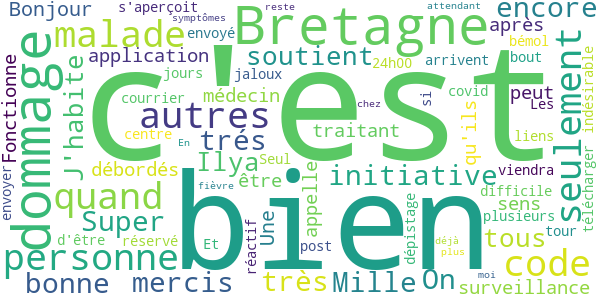 Bonjour s'aperçoit symptômes envoyé reste attendant encore
malade Bretagne après
application soutient bémol
dommage c'est 24h00 arrivent bout
Fonctionne J'habite jours jaloux seulement indésirable
courrier médecin chez covid si peut Les
autres centre trés traitant qu'ils liens
En Seul
débordés Ilya initiative viendra télécharger
envoyer quand fièvre être appelle bien difficile sens
Super réservé Une dépistage plusieurs
d'être Et réactif post déjà tour tous
personne très plus code
bonne mercis Mille On moi surveillance